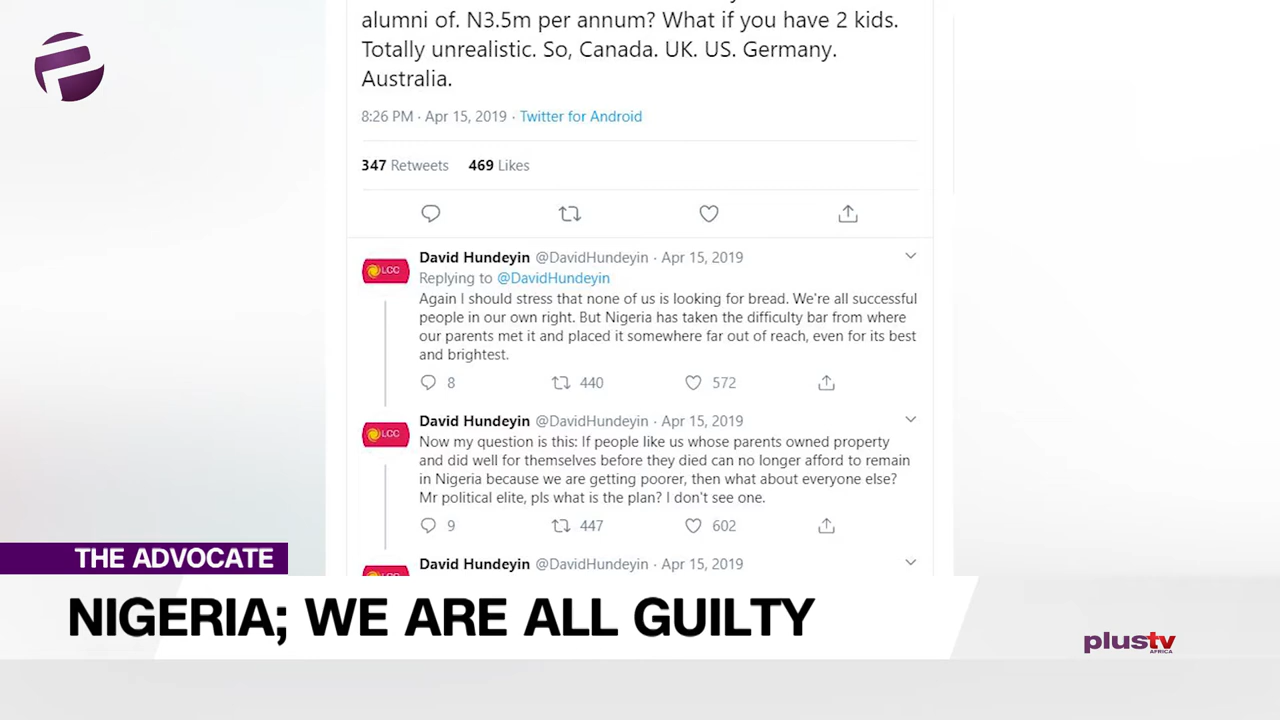 alumni of. N3.5m per annum? What if you have 2 kids.
Totally unrealistic. So, Canada. UK. US. Germany.
Australia.
8:26 PM · Apr 15, 2019 · Twitter for Android
347 Retweets 469 Likes
David Hundeyin @DavidHundeyin · Apr 15, 2019
Replying to @DavidHundeyin
LCC
Again I should stress that none of us is looking for bread. We're all successful
people in our own right. But Nigeria has taken the difficulty bar from where
our parents met it and placed it somewhere far out of reach, even for its best
and brightest.
8 440 572
David Hundeyin @DavidHundeyin · Apr 15, 2019
LCC
Now my question is this: If people like us whose parents owned property
and did well for themselves before they died can no longer afford to remain
in Nigeria because we are getting poorer, then what about everyone else?
Mr political elite, pls what is the plan? I don't see one.
9 447 602
David Hundeyin @DavidHundeyin · Apr 15, 2019
THE ADVOCATE
NIGERIA; WE ARE ALL GUILTY
plustv
AFRICA